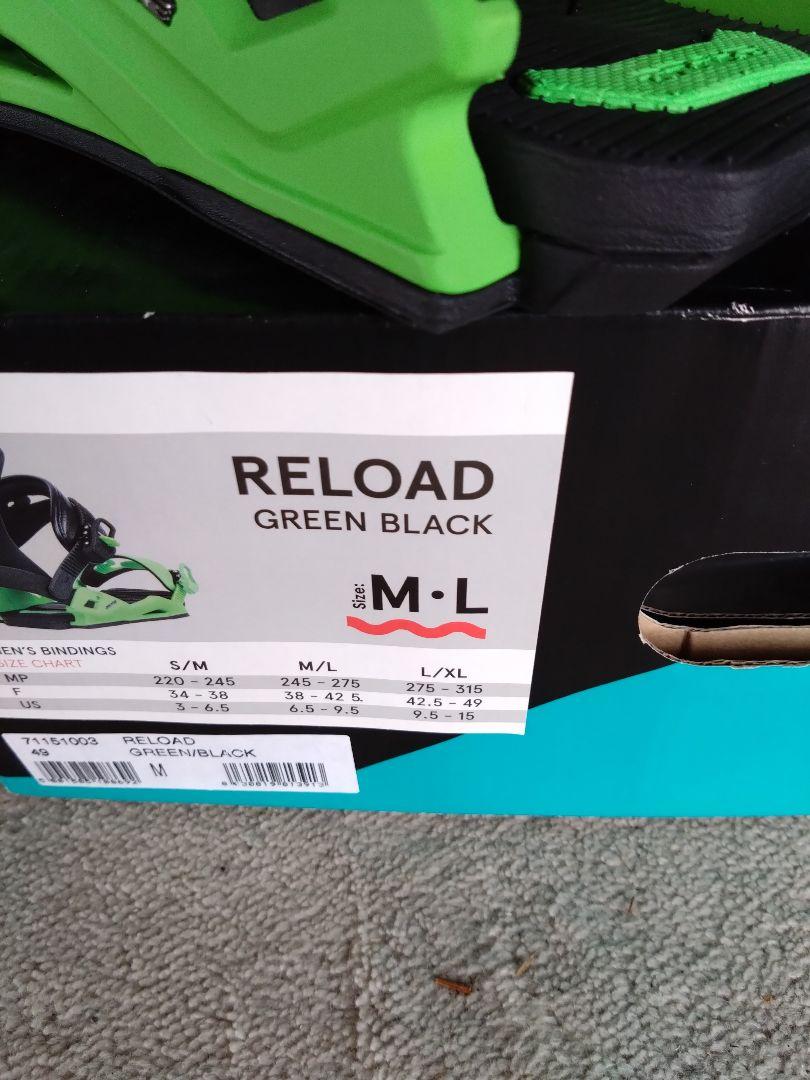 RELOAD
GREEN BLACK
Size: M•L
EN'S BINDINGS
SIZE CHART
S/M M/L L/XL
MP 220 - 245 245 - 275 275 - 315
F 34 - 38 38 - 42.5 42.5 - 49
US 3 - 6.5 6.5 - 9.5 9.5 - 15
71151003 RELOAD
49 GREEN/BLACK
M